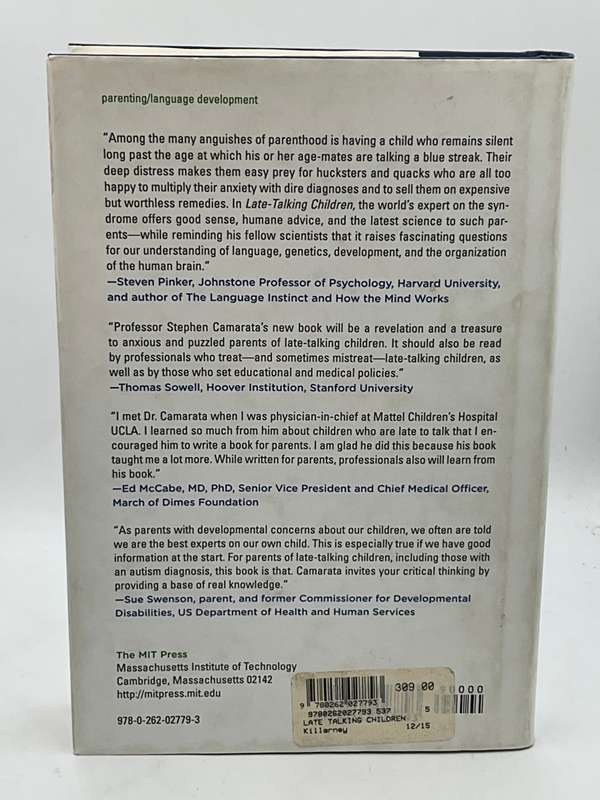 parenting/language development
“Among the many anguishes of parenthood is having a child who remains silent
long past the age at which his or her age-mates are talking a blue streak. Their
deep distress makes them easy prey for hucksters and quacks who are all too
happy to multiply their anxiety with dire diagnoses and to sell them on expensive
but worthless remedies. In Late-Talking Children, the world’s expert on the syn-
drome offers good sense, humane advice, and the latest science to such par-
ents—while reminding his fellow scientists that it raises fascinating questions
for our understanding of language, genetics, development, and the organization
of the human brain.”
—Steven Pinker, Johnstone Professor of Psychology, Harvard University,
and author of The Language Instinct and How the Mind Works
“Professor Stephen Camarata’s new book will be a revelation and a treasure
to anxious and puzzled parents of late-talking children. It should also be read
by professionals who treat—and sometimes mistreat—late-talking children, as
well as by those who set educational and medical policies.”
—Thomas Sowell, Hoover Institution, Stanford University
“I met Dr. Camarata when I was physician-in-chief at Mattel Children’s Hospital
UCLA. I learned so much from him about children who are late to talk that I en-
couraged him to write a book for parents. I am glad he did this because his book
taught me a lot more. While written for parents, professionals also will learn from
his book.”
—Ed McCabe, MD, PhD, Senior Vice President and Chief Medical Officer,
March of Dimes Foundation
“As parents with developmental concerns about our children, we often are told
we are the best experts on our own child. This is especially true if we have good
information at the start. For parents of late-talking children, including those with
an autism diagnosis, this book is that. Camarata invites your critical thinking by
providing a base of real knowledge.”
—Sue Swenson, parent, and former Commissioner for Developmental
Disabilities, US Department of Health and Human Services
The MIT Press
Massachusetts Institute of Technology
Cambridge, Massachusetts 02142
http://mitpress.mit.edu
978-0-262-02779-3
309.00
90000
9 780262 027793
9780262027793 537 5
LATE TALKING CHILDREN
Killarney 12/15